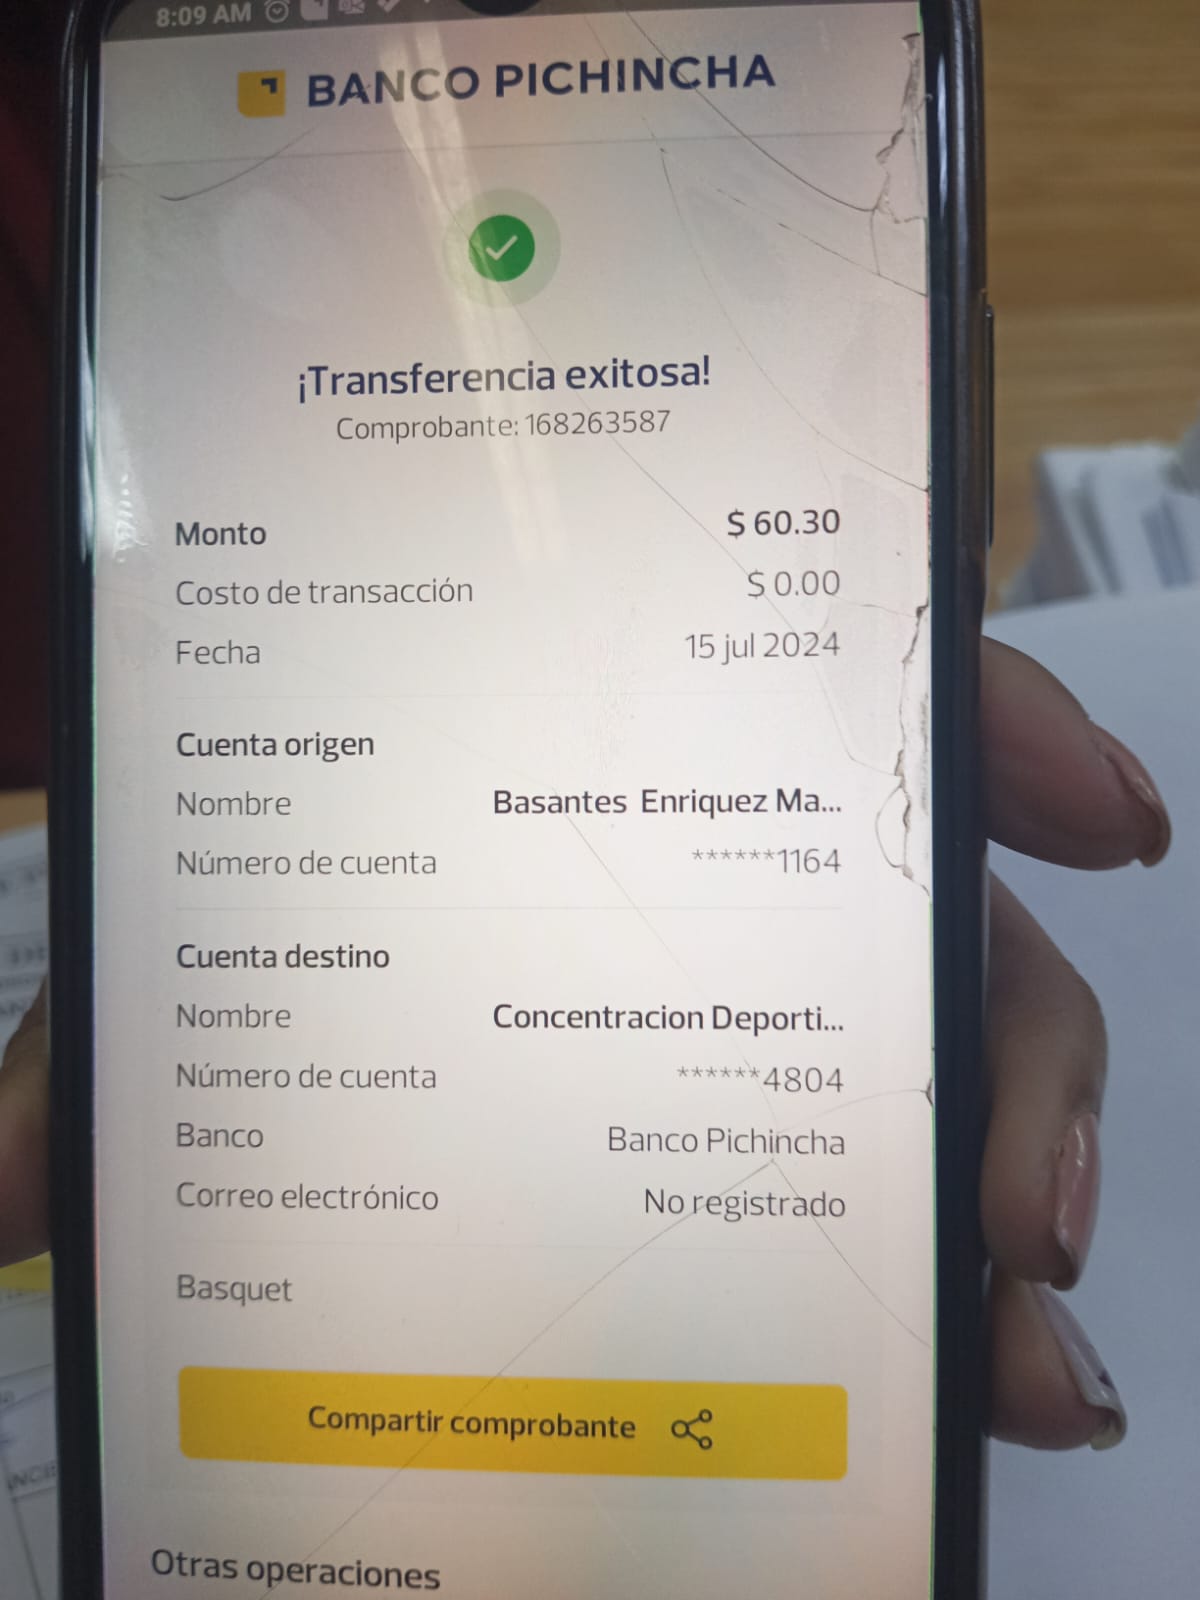 8:09 AM
BANCO PICHINCHA
¡Transferencia exitosa!
Comprobante: 168263587
Monto $ 60.30
Costo de transacción $ 0.00
Fecha 15 jul 2024
Cuenta origen
Nombre Basantes Enriquez Ma...
Número de cuenta ******1164
Cuenta destino
Nombre Concentracion Deporti...
Número de cuenta ******4804
Banco Banco Pichincha
Correo electrónico No registrado
Basquet
Compartir comprobante
Otras operaciones